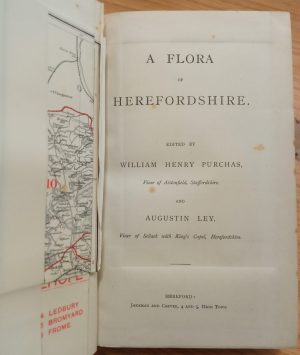 A FLORA
OF
HEREFORDSHIRE.
EDITED BY
WILLIAM HENRY PURCHAS,
Vicar of Alstonfield, Staffordshire.
AND
AUGUSTIN LEY,
Vicar of Sellack with King's Capel, Herefordshire.
HEREFORD:
JAKEMAN AND CARVER, 4 and 5, HIGH TOWN
10
LEDBURY
BROMYARD
FROME